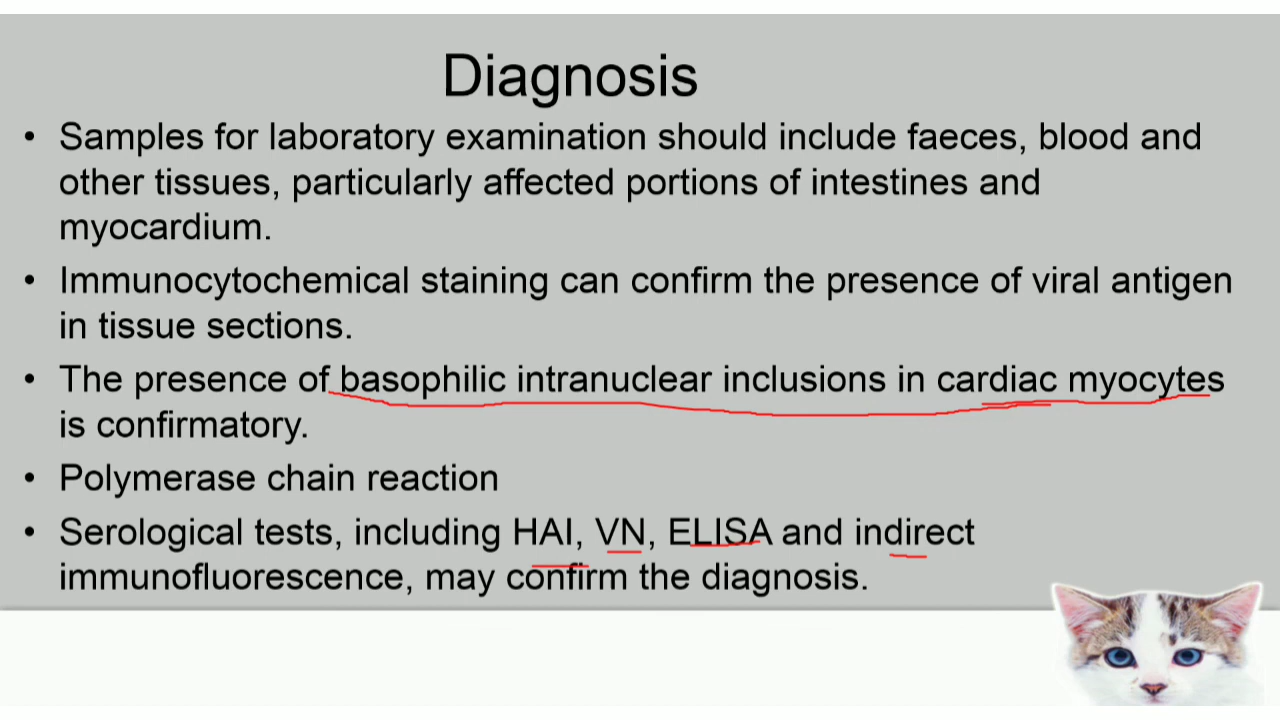 Diagnosis
• Samples for laboratory examination should include faeces, blood and
other tissues, particularly affected portions of intestines and
myocardium.
• Immunocytochemical staining can confirm the presence of viral antigen
in tissue sections.
• The presence of basophilic intranuclear inclusions in cardiac myocytes
is confirmatory.
• Polymerase chain reaction
• Serological tests, including HAI, VN, ELISA and indirect
immunofluorescence, may confirm the diagnosis.